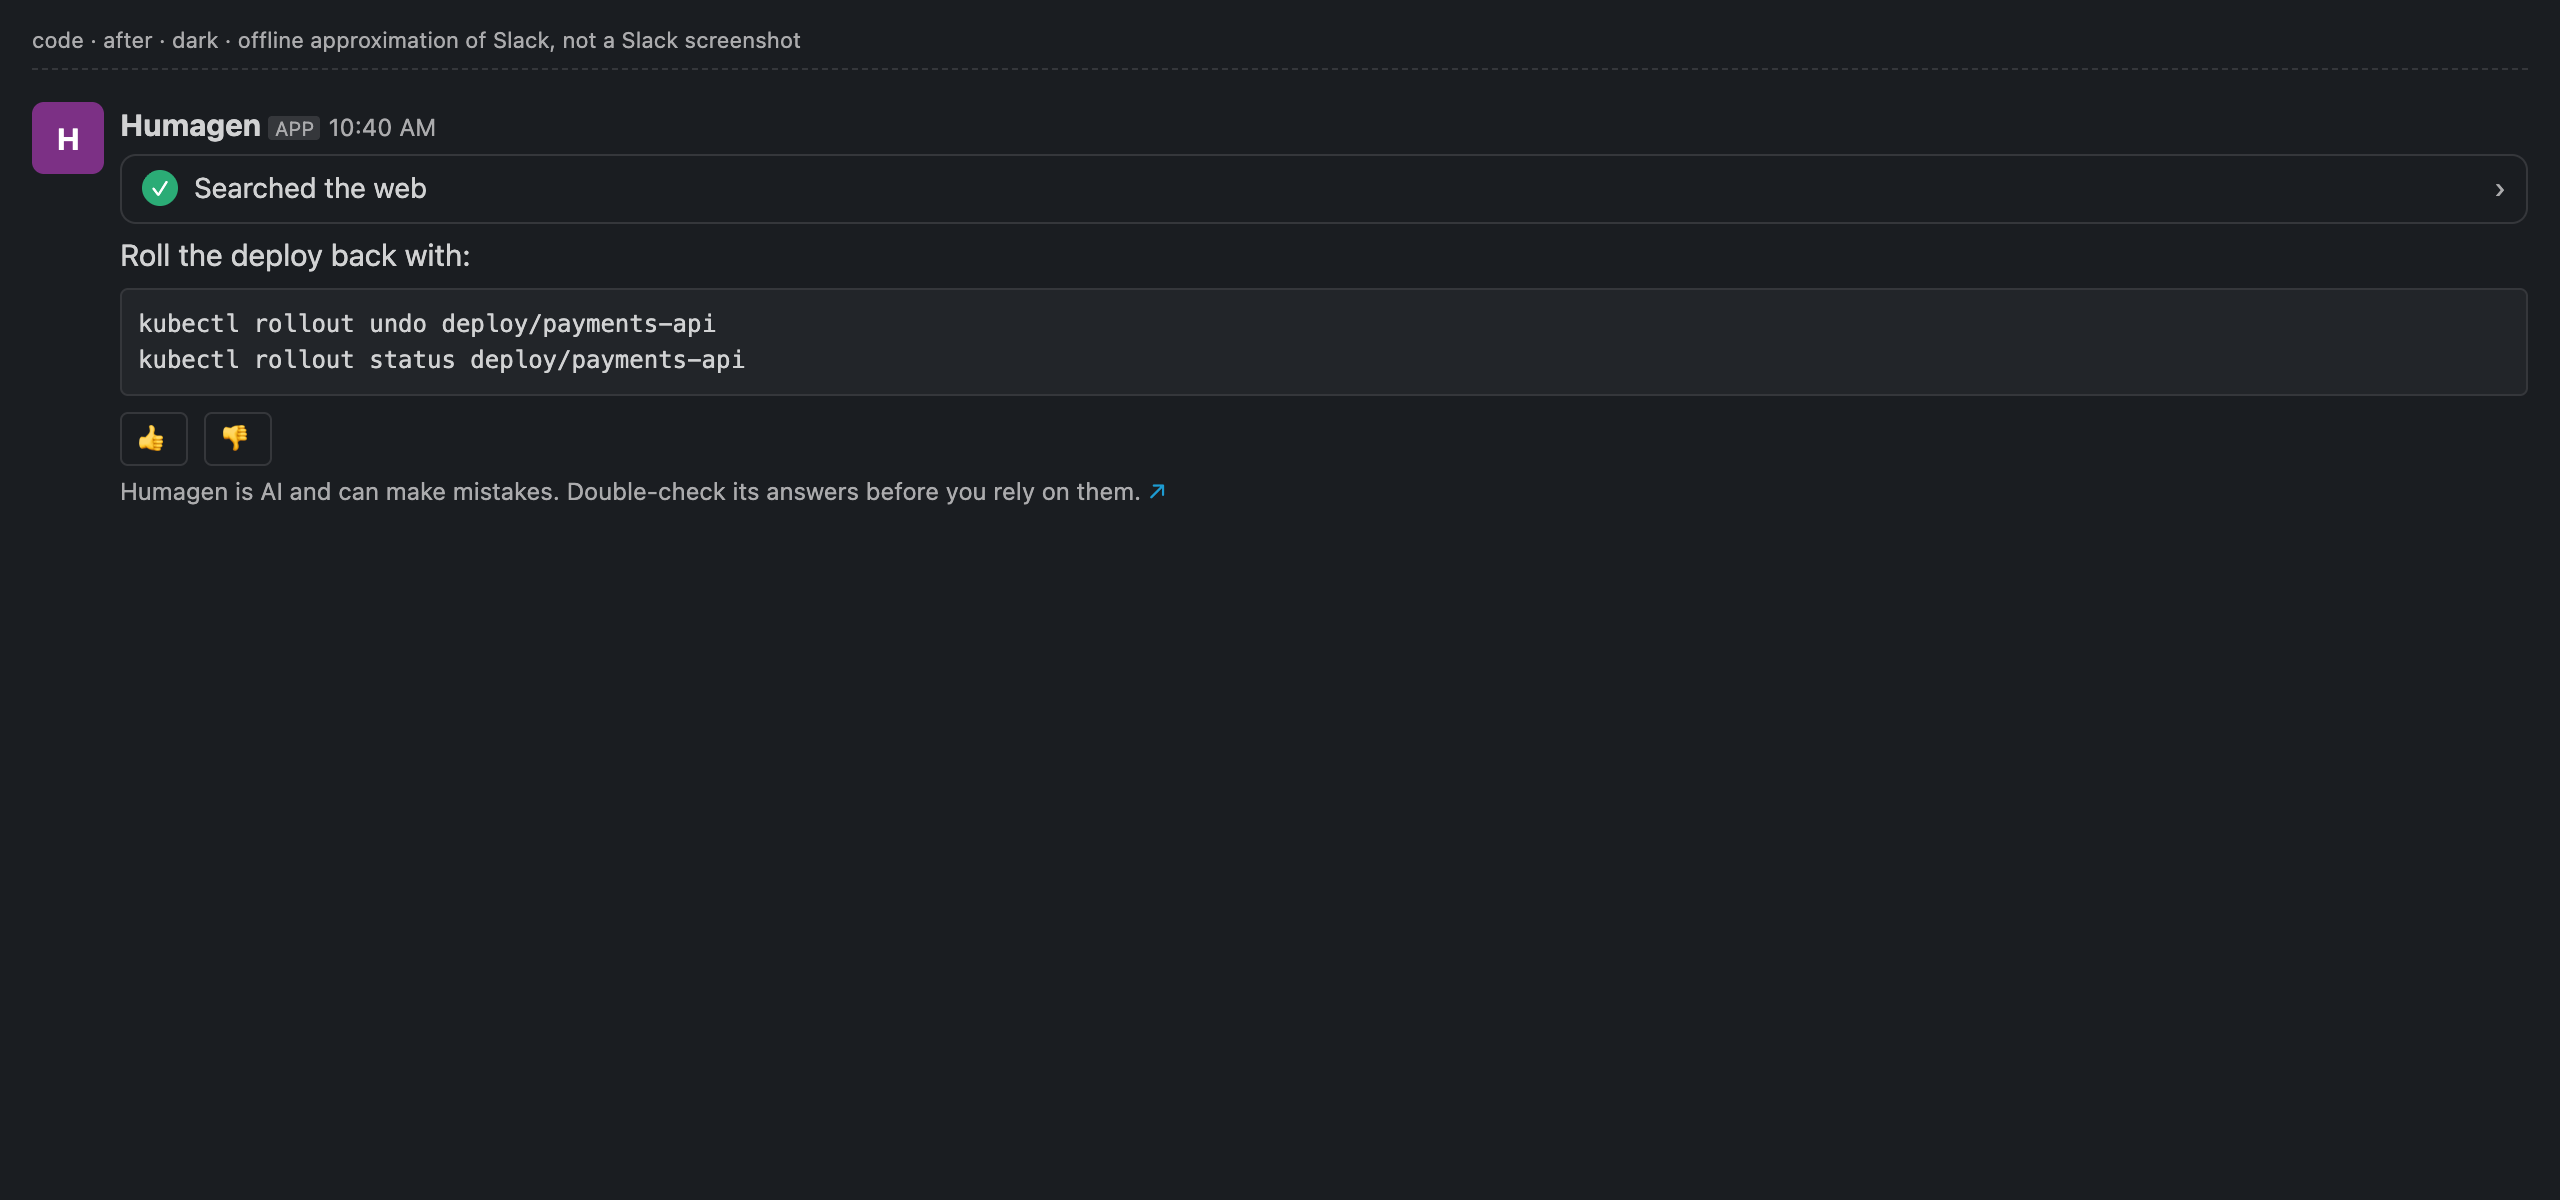 code · after · dark · offline approximation of Slack, not a Slack screenshot
H
Humagen APP 10:40 AM
Searched the web
Roll the deploy back with:
kubectl rollout undo deploy/payments-api
kubectl rollout status deploy/payments-api
Humagen is AI and can make mistakes. Double-check its answers before you rely on them.